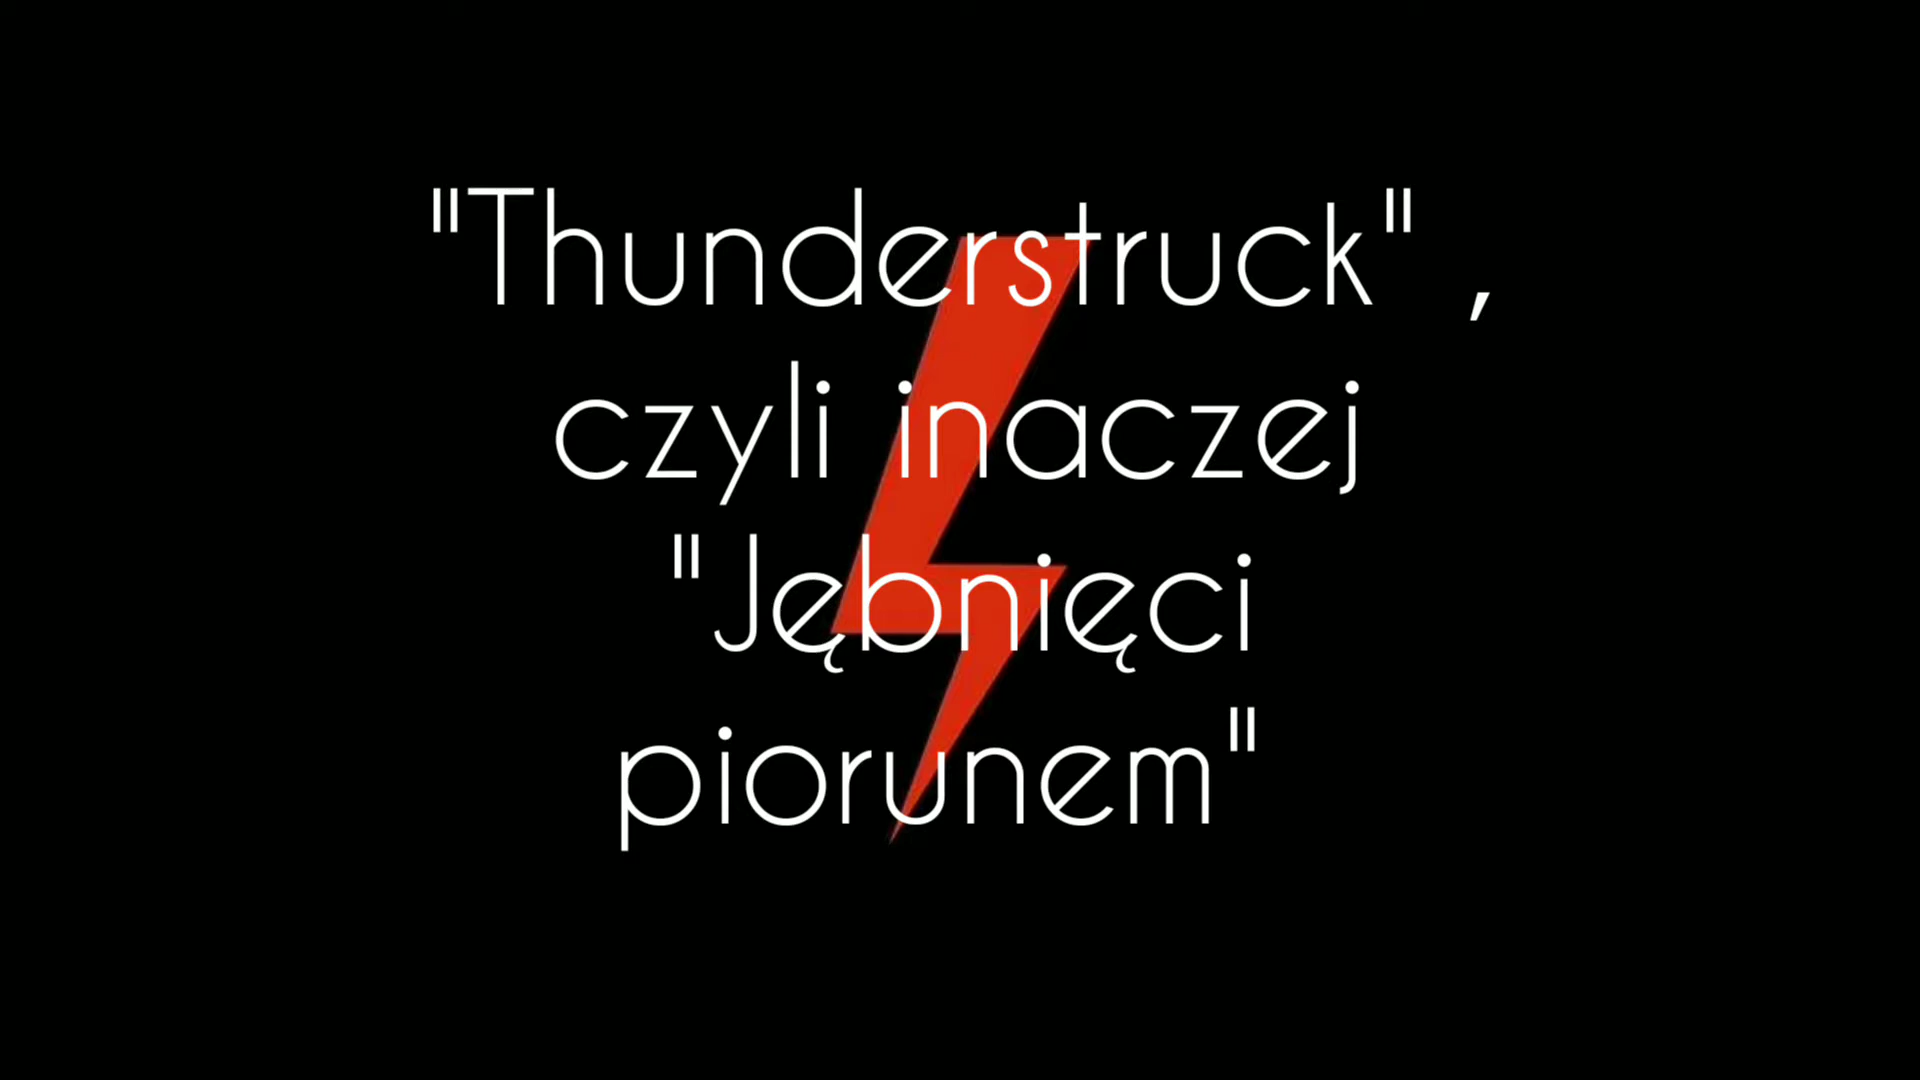 "Thunderstruck" ,
czyli inaczej
"Jębnięci
piorunem"